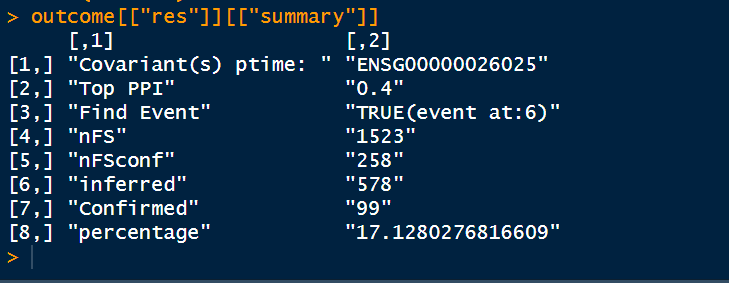 > outcome[["res"]][["summary"]]
[,1] [,2]
[1,] "Covariant(s) ptime: " "ENSG00000026025"
[2,] "Top PPI" "0.4"
[3,] "Find Event" "TRUE(event at:6)"
[4,] "nFS" "1523"
[5,] "nFSconf" "258"
[6,] "inferred" "578"
[7,] "Confirmed" "99"
[8,] "percentage" "17.1280276816609"
>